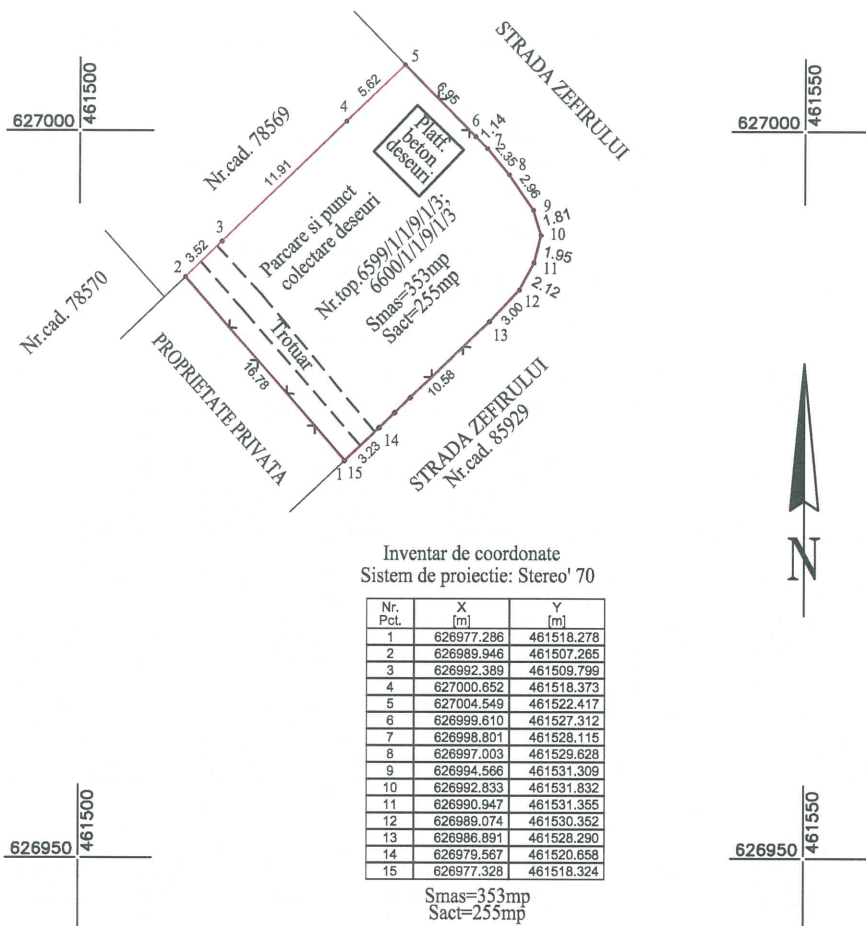 STRADA ZEFIRULUI
5
461500
627000
461550
627000
5.62
6.95
4
Nr.cad. 78569
6
1.14
7
Platf.
beton
deseuri
2.35
8
11.91
2.96
9
1.81
10
3
3.52
Parcare si punct
colectare deseuri
Nr.top.6599/1/1/9/1/3;
6600/1/1/9/1/3
Smas=353mp
Sact=255mp
1.95
11
2
2.12
12
Nr.cad. 78570
3.00
13
Trotuar
PROPRIETATE PRIVATA
16.78
10.58
STRADA ZEFIRULUI
Nr.cad. 85929
14
3.23
1 15
N
Inventar de coordonate
Sistem de proiectie: Stereo' 70
Nr. Pct. X [m] Y [m]
1 626977.286 461518.278
2 626989.946 461507.265
3 626992.389 461509.799
4 627000.652 461518.373
5 627004.549 461522.417
6 626999.610 461527.312
7 626998.801 461528.115
8 626997.003 461529.628
9 626994.566 461531.309
10 626992.833 461531.832
11 626990.947 461531.355
12 626989.074 461530.352
13 626986.891 461528.290
14 626979.567 461520.658
15 626977.328 461518.324
461500
626950
461550
626950
Smas=353mp
Sact=255mp